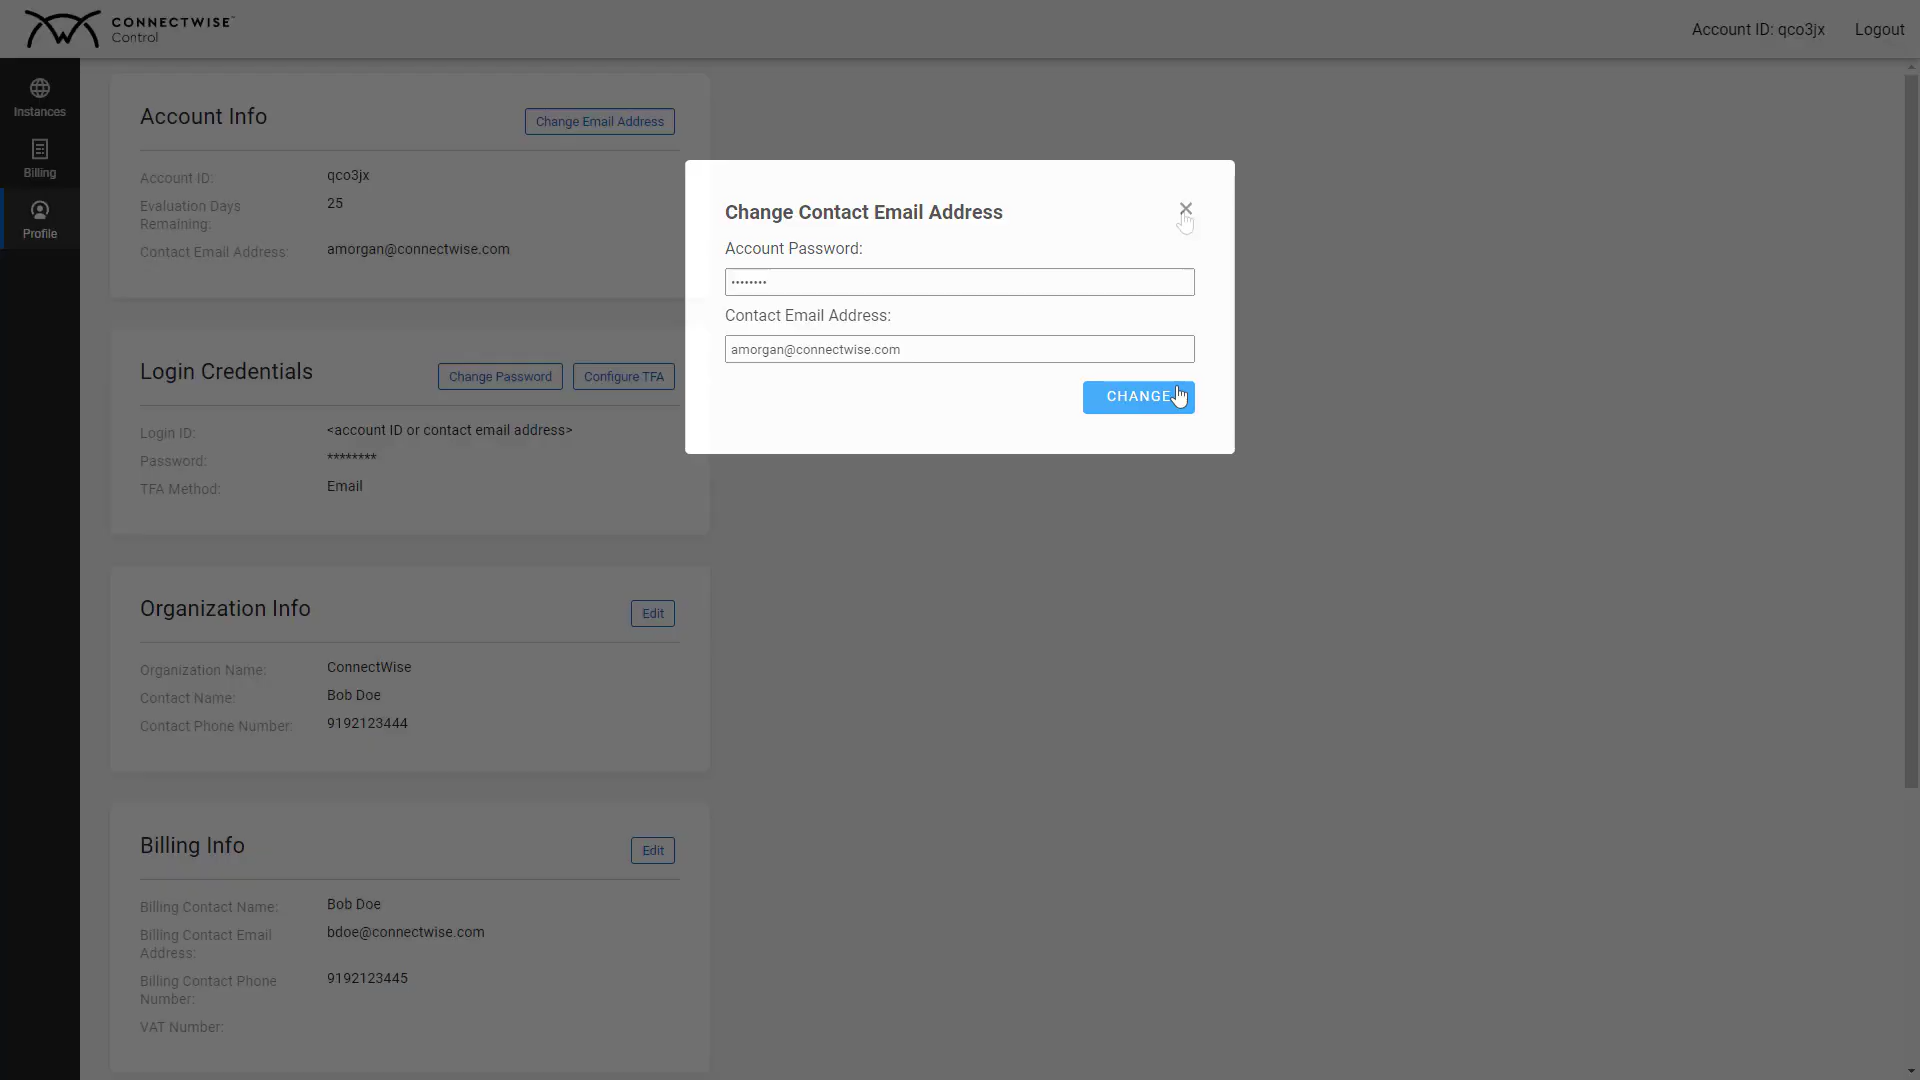 CONNECTWISE
Control
Account ID: qco3jx
Logout
Instances
Billing
Profile
Account Info
Change Email Address
Account ID:
qco3jx
Evaluation Days
Remaining:
25
Contact Email Address:
amorgan@connectwise.com
Login Credentials
Change Password
Configure TFA
Login ID:
<account ID or contact email address>
Password:
********
TFA Method:
Email
Organization Info
Edit
Organization Name:
ConnectWise
Contact Name:
Bob Doe
Contact Phone Number:
9192123444
Billing Info
Edit
Billing Contact Name:
Bob Doe
Billing Contact Email
Address:
bdoe@connectwise.com
Billing Contact Phone
Number:
9192123445
VAT Number:
Change Contact Email Address
×
Account Password:
••••••••
Contact Email Address:
amorgan@connectwise.com
CHANGE